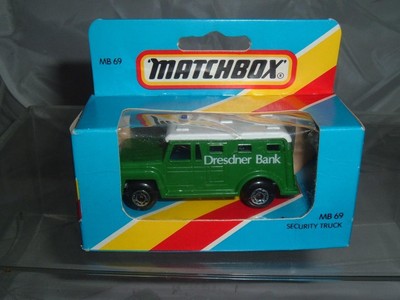 MB 69
MATCHBOX®
Dresdner Bank
MB 69
SECURITY TRUCK